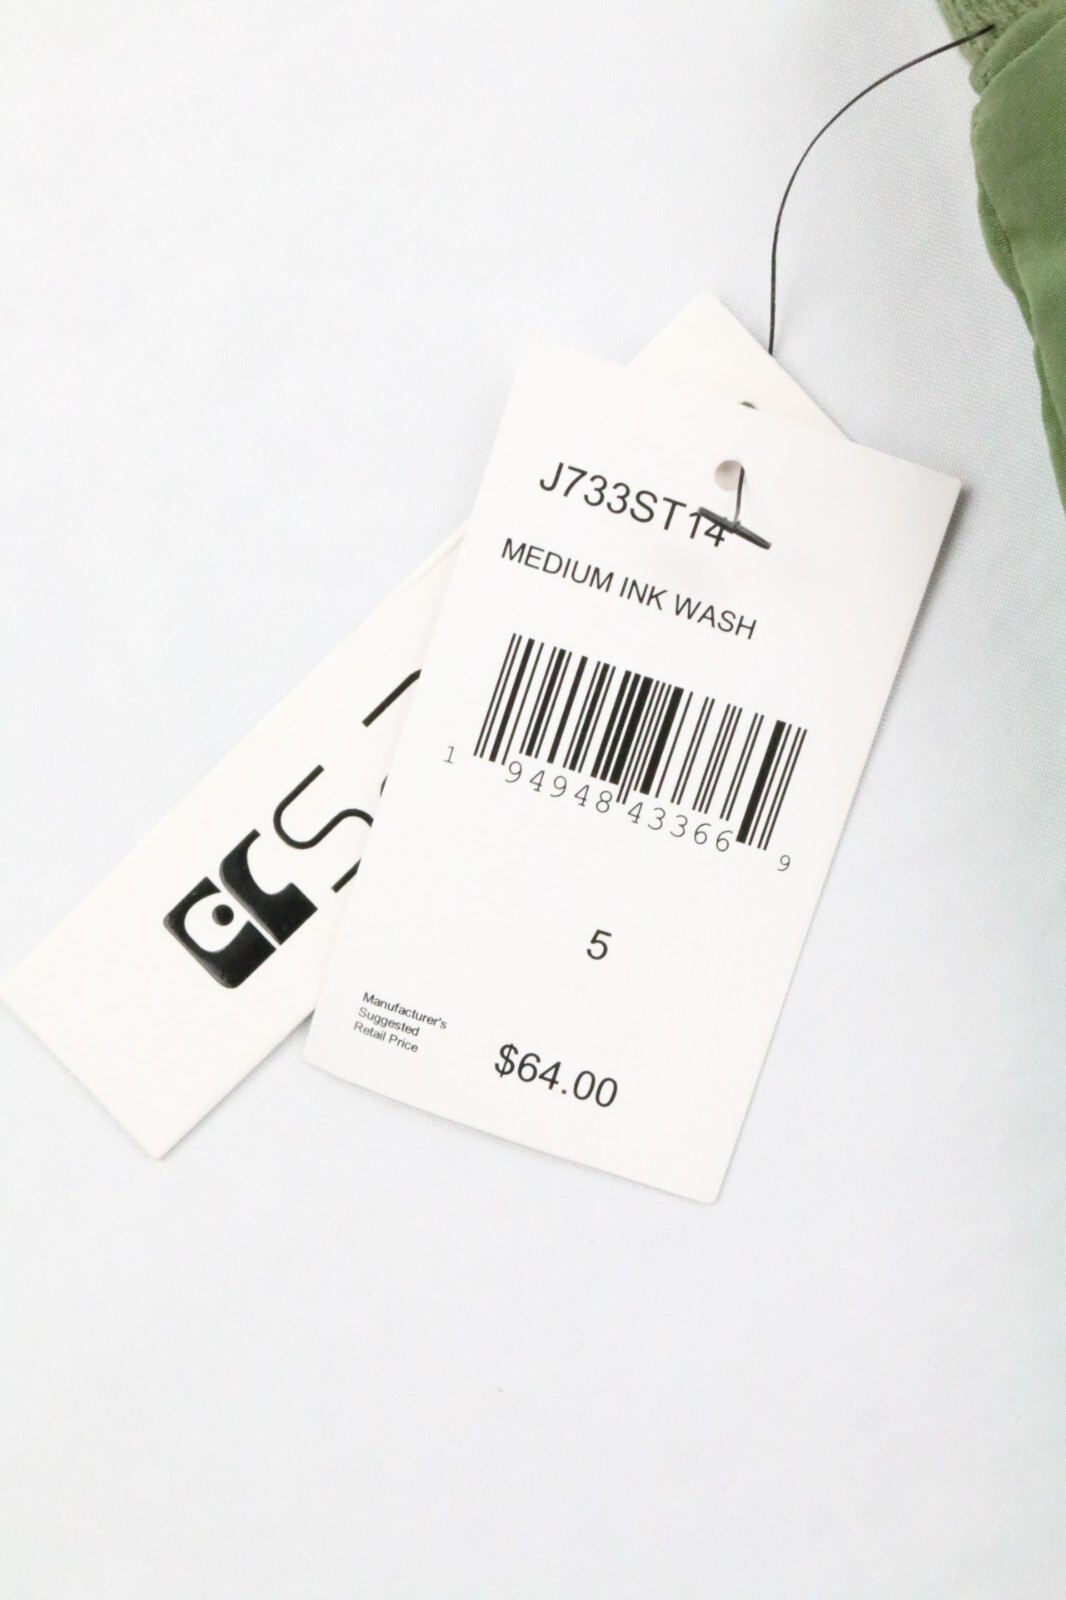 J733ST14
MEDIUM INK WASH
1 94948 43366 9
5
Manufacturer's
Suggested
Retail Price
$64.00